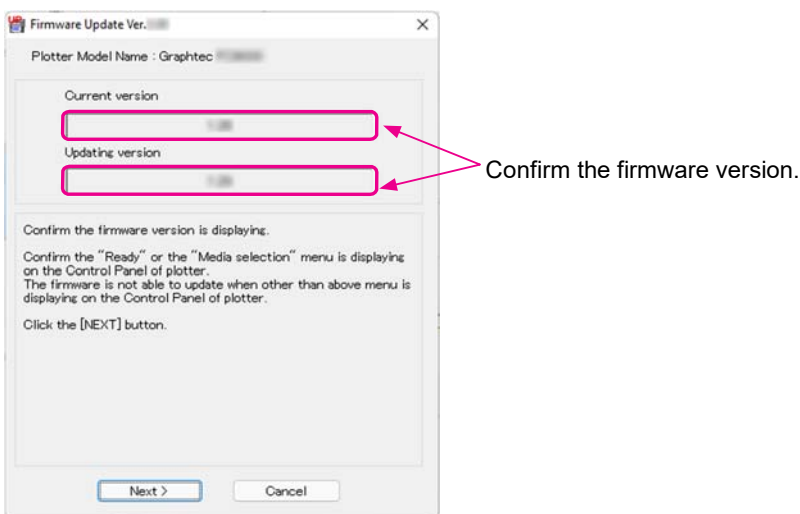 Firmware Update Ver.
Plotter Model Name : Graphtec
Current version
Updating version
Confirm the firmware version.
Confirm the firmware version is displaying.
Confirm the "Ready" or the "Media selection" menu is displaying
on the Control Panel of plotter.
The firmware is not able to update when other than above menu is
displaying on the Control Panel of plotter.
Click the [NEXT] button.
Next >
Cancel